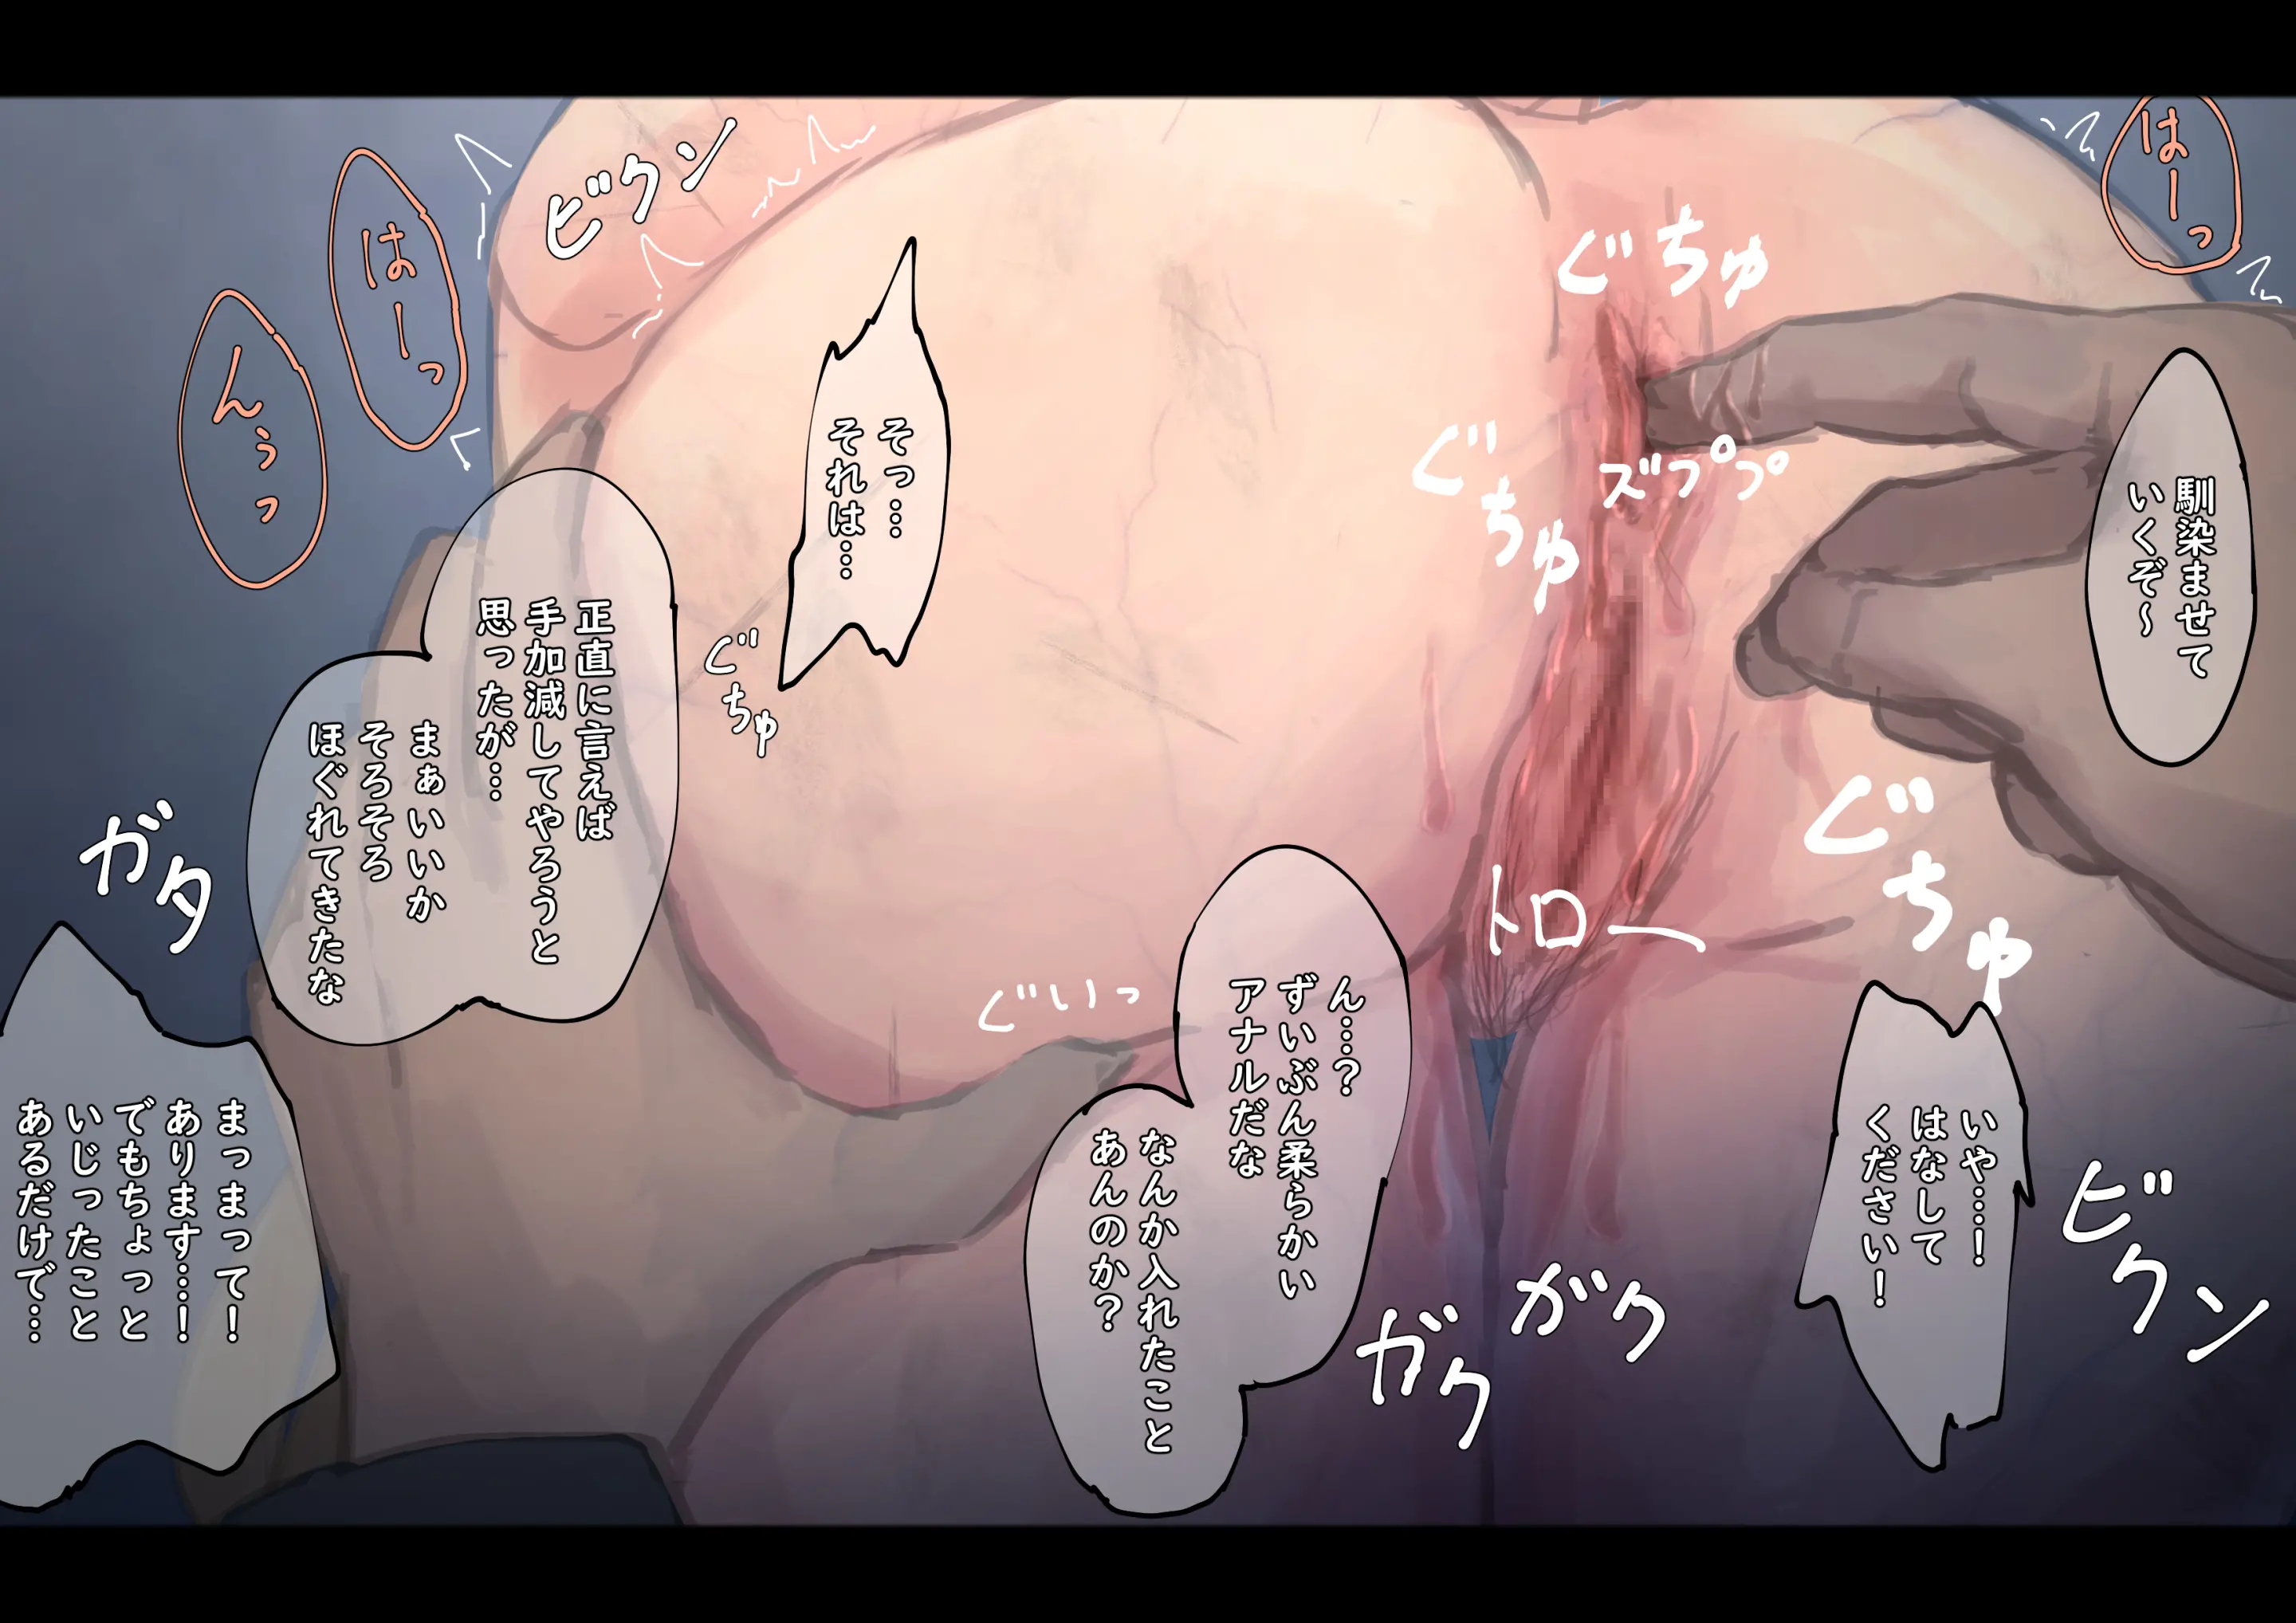 はーっ
馴染ませて
いくぞ～
ぐちゅ
ズププ
ぐちゅ
ぐちゅ
いや…！
はなして
ください！
ビクン
トロー
ガク
ガク
ん…？
ずいぶん柔らかい
アナルだな
なんか入れたこと
あんのか？
ぐいっ
そっ…
それは…
ぐちゅ
ビクン
はーっ
んぅっ
正直に言えば
手加減してやろうと
思ったが…
まぁいいか
そろそろ
ほぐれてきたな
ガタ
まっまって！
あります…！
でもちょっと
いじったこと
あるだけで…